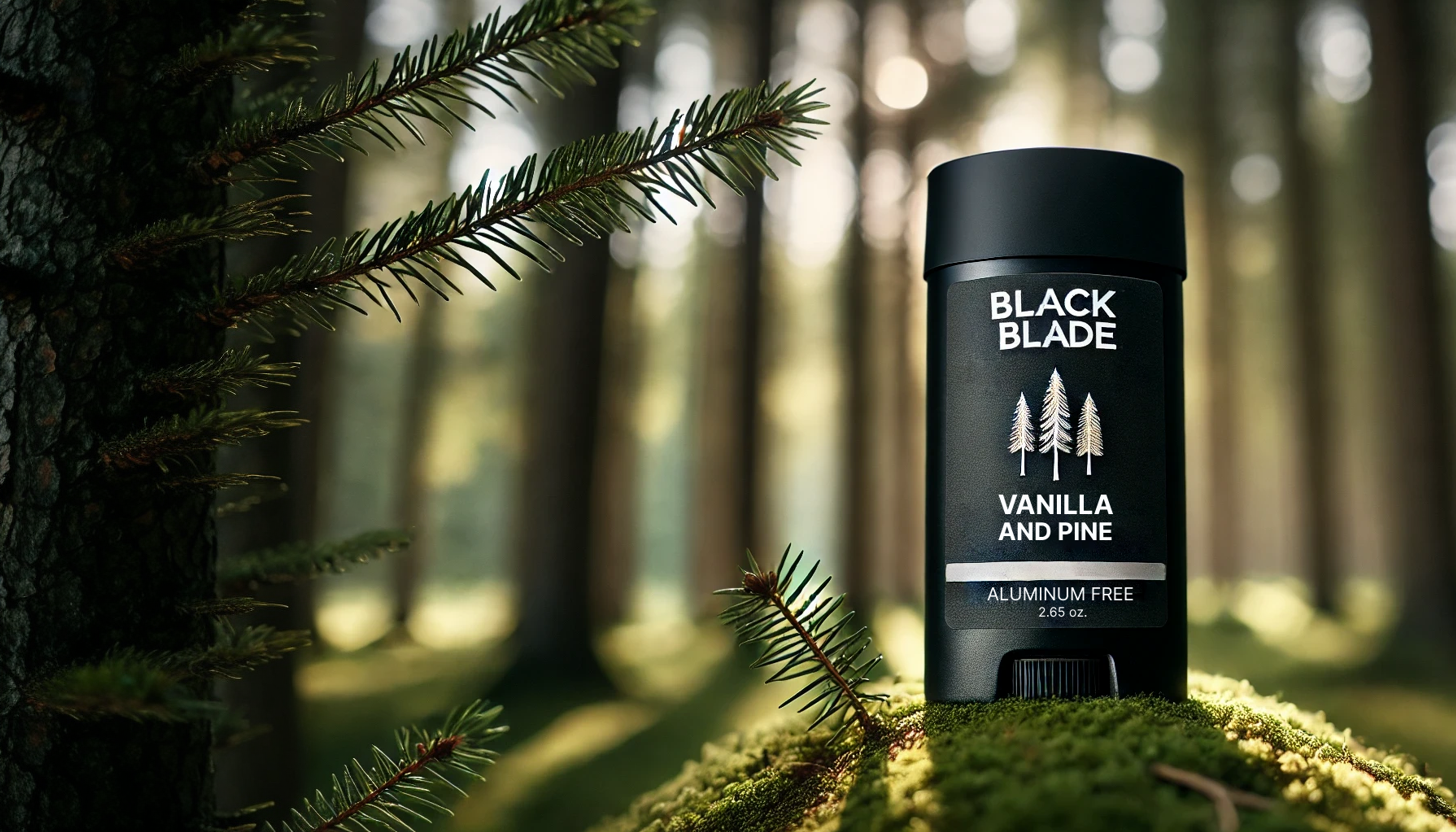 BLACK
BLADE
VANILLA
AND PINE
ALUMINUM FREE
2.65 oz.